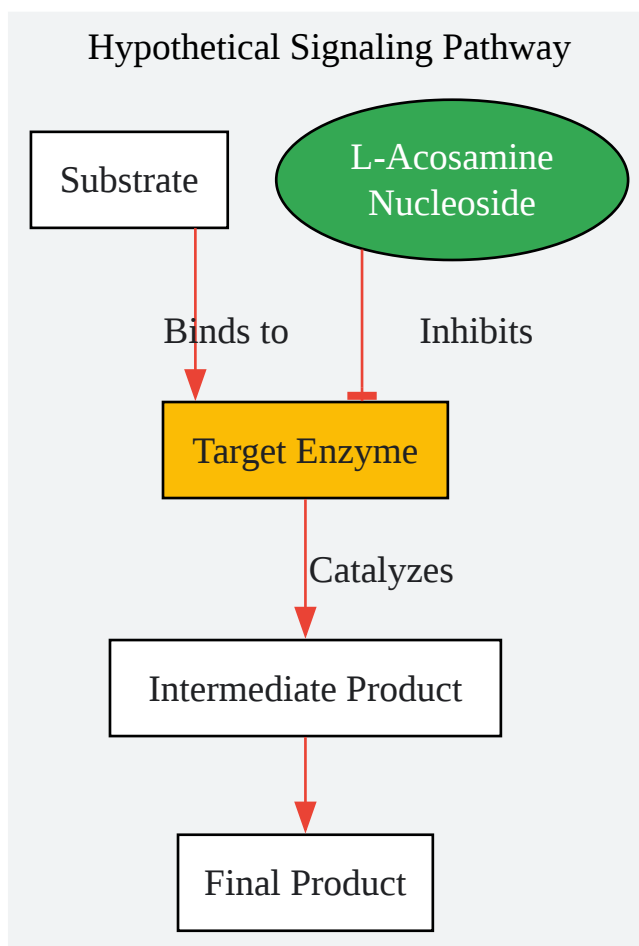 Hypothetical Signaling Pathway
Substrate
L-Acosamine
Nucleoside
Binds to
Inhibits
Target Enzyme
Catalyzes
Intermediate Product
Final Product